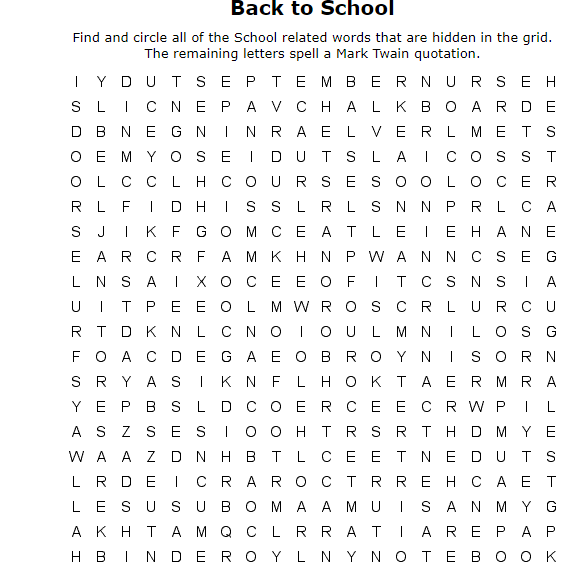 Back to School
Find and circle all of the School related words that are hidden in the grid.
The remaining letters spell a Mark Twain quotation.
I Y D U T S E P T E M B E R N U R S E H
S L I C N E P A V C H A L K B O A R D E
D B N E G N I N R A E L V E R L M E T S
O E M Y O S E I D U T S L A I C O S S T
O L C C L H C O U R S E S O O L O C E R
R L F I D H I S S L R L S N N P R L C A
S J I K F G O M C E A T L E I E H A N E
E A R C R F A M K H N P W A N N C S E G
L N S A I X O C E E O F I T C S N S I A
U I T P E E O L M W R O S C R L U R C U
R T D K N L C N O I O U L M N I L O S G
F O A C D E G A E O B R O Y N I S O R N
S R Y A S I K N F L H O K T A E R M R A
Y E P B S L D C O E R C E E C R W P I L
A S Z S E S I O O H T R S R T H D M Y E
W A A Z D N H B T L C E E T N E D U T S
L R D E I C R A R O C T R R E H C A E T
L E S U S U B O M A A M U I S A N M Y G
A K H T A M Q C L R R A T I A R E P A P
H B I N D E R O Y L N Y N O T E B O O K